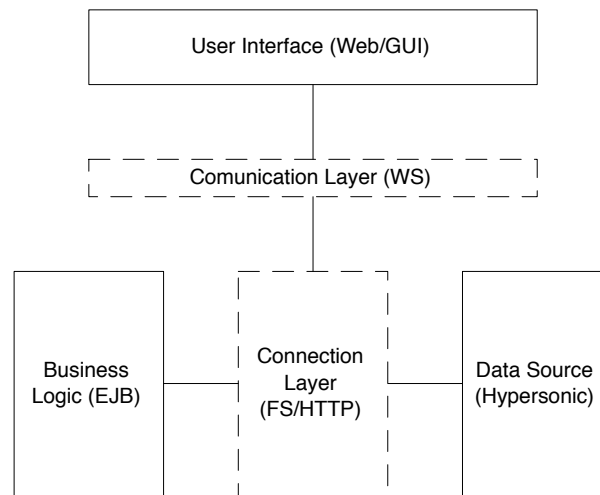 User Interface (Web/GUI)
Comunication Layer (WS)
Business
Logic (EJB)
Connection
Layer
(FS/HTTP)
Data Source
(Hypersonic)